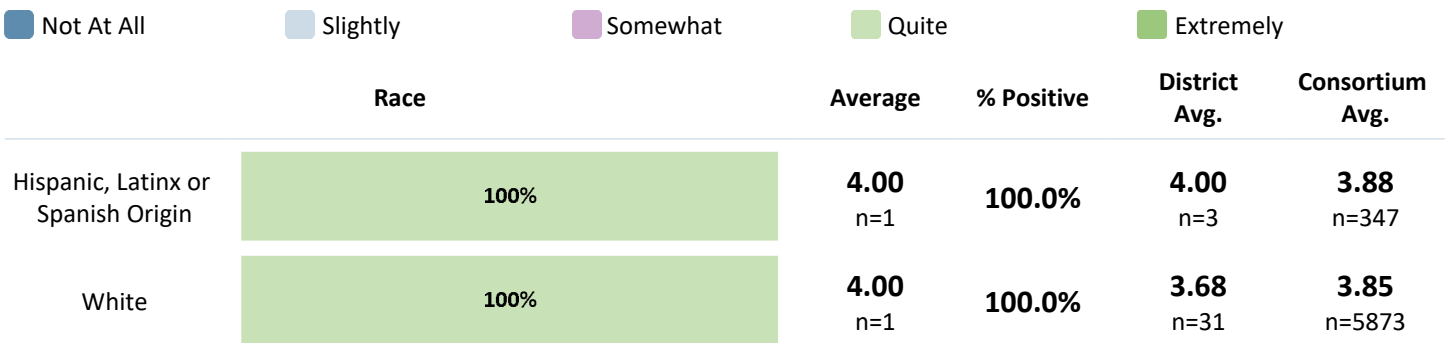 Not At All Slightly Somewhat Quite Extremely
Race Average % Positive District Avg. Consortium Avg.
Hispanic, Latinx or
Spanish Origin
100%
4.00
n=1
100.0%
4.00
n=3
3.88
n=347
White
100%
4.00
n=1
100.0%
3.68
n=31
3.85
n=5873